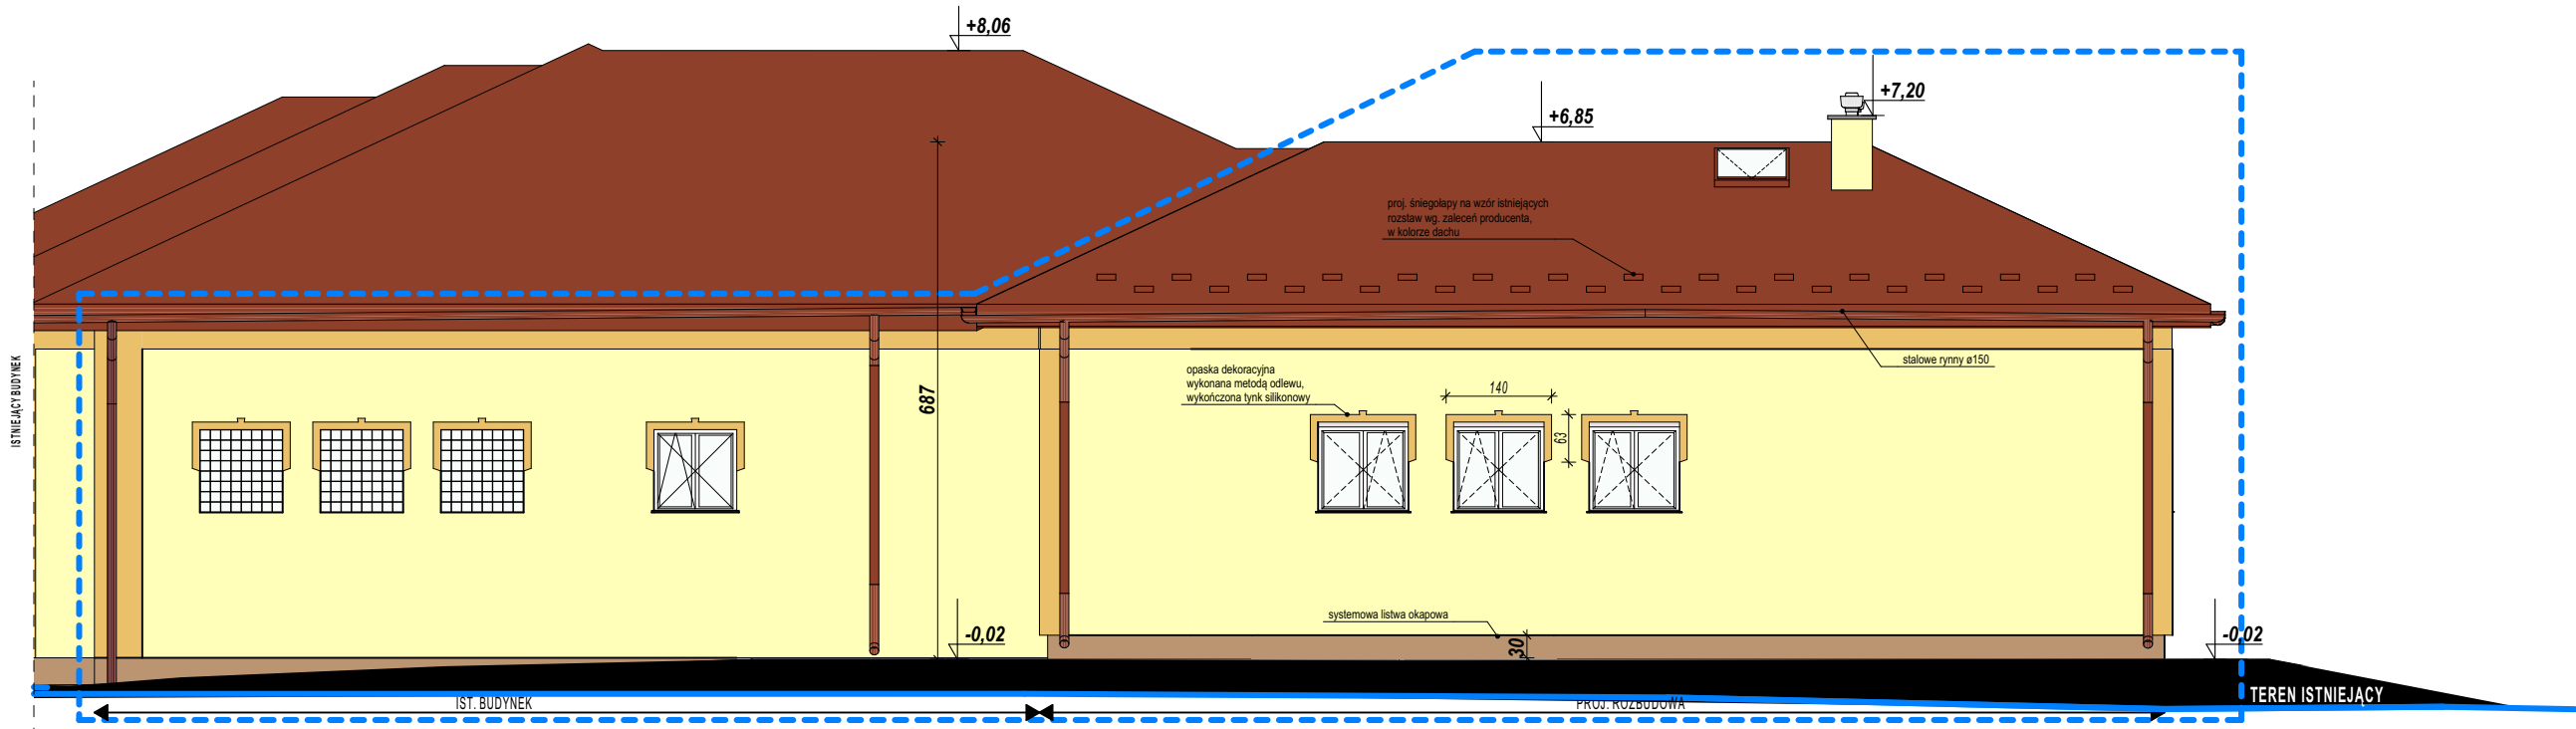 +8,06
+7,20
+6,85
proj. śniegołapy na wzór istniejących
rozstaw wg. zaleceń producenta,
w kolorze dachu
ISTNIEJĄCY BUDYNEK
687
stalowe rynny ø150
opaska dekoracyjna
wykonana metodą odlewu,
wykończona tynk silikonowy
140
63
systemowa listwa okapowa
-0,02
30
-0,02
TEREN ISTNIEJĄCY
IST. BUDYNEK
PROJ. ROZBUDOWA